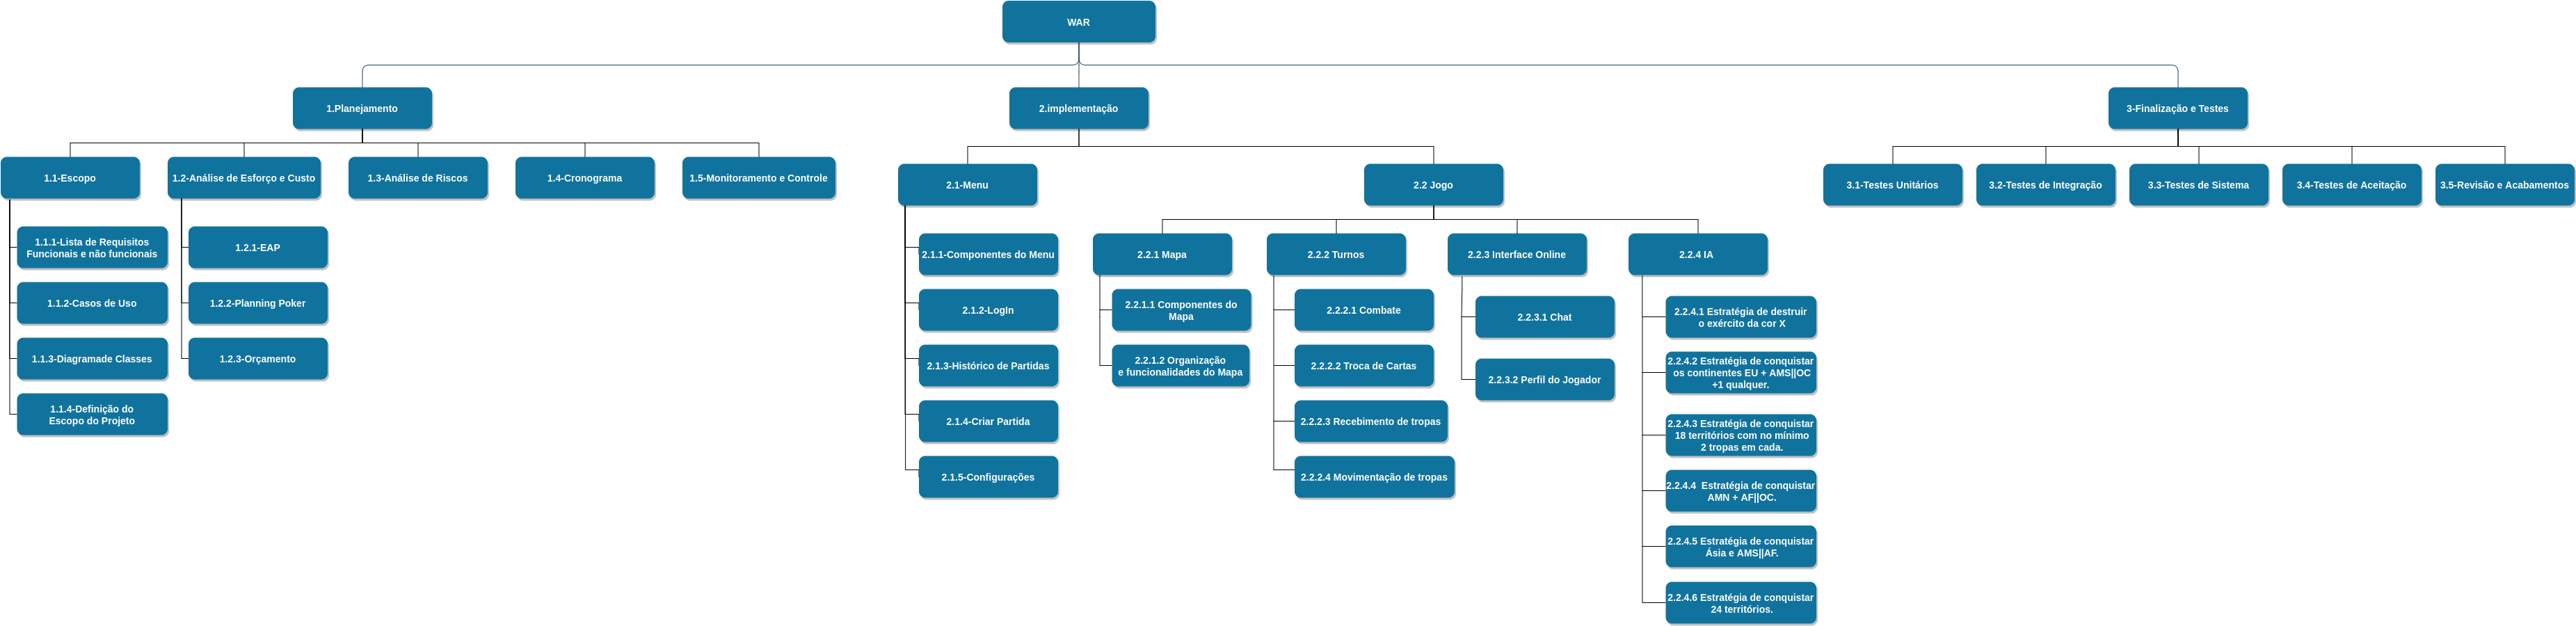 WAR
1.Planejamento
2.implementação
3-Finalização e Testes
1.1-Escopo
1.2-Análise de Esforço e Custo
1.3-Análise de Riscos
1.4-Cronograma
1.5-Monitoramento e Controle
2.1-Menu
2.2 Jogo
3.1-Testes Unitários
3.2-Testes de Integração
3.3-Testes de Sistema
3.4-Testes de Aceitação
3.5-Revisão e Acabamentos
1.1.1-Lista de Requisitos
Funcionais e não funcionais
1.1.2-Casos de Uso
1.1.3-Diagramade Classes
1.1.4-Definição do
Escopo do Projeto
1.2.1-EAP
1.2.2-Planning Poker
1.2.3-Orçamento
2.1.1-Componentes do Menu
2.1.2-LogIn
2.1.3-Histórico de Partidas
2.1.4-Criar Partida
2.1.5-Configurações
2.2.1 Mapa
2.2.1.1 Componentes do
Mapa
2.2.1.2 Organização
e funcionalidades do Mapa
2.2.2 Turnos
2.2.2.1 Combate
2.2.2.2 Troca de Cartas
2.2.2.3 Recebimento de tropas
2.2.2.4 Movimentação de tropas
2.2.3 Interface Online
2.2.3.1 Chat
2.2.3.2 Perfil do Jogador
2.2.4 IA
2.2.4.1 Estratégia de destruir
o exército da cor X
2.2.4.2 Estratégia de conquistar
os continentes EU + AMS||OC
+1 qualquer.
2.2.4.3 Estratégia de conquistar
18 territórios com no mínimo
2 tropas em cada.
2.2.4.4 Estratégia de conquistar
AMN + AF||OC.
2.2.4.5 Estratégia de conquistar
Ásia e AMS||AF.
2.2.4.6 Estratégia de conquistar
24 territórios.